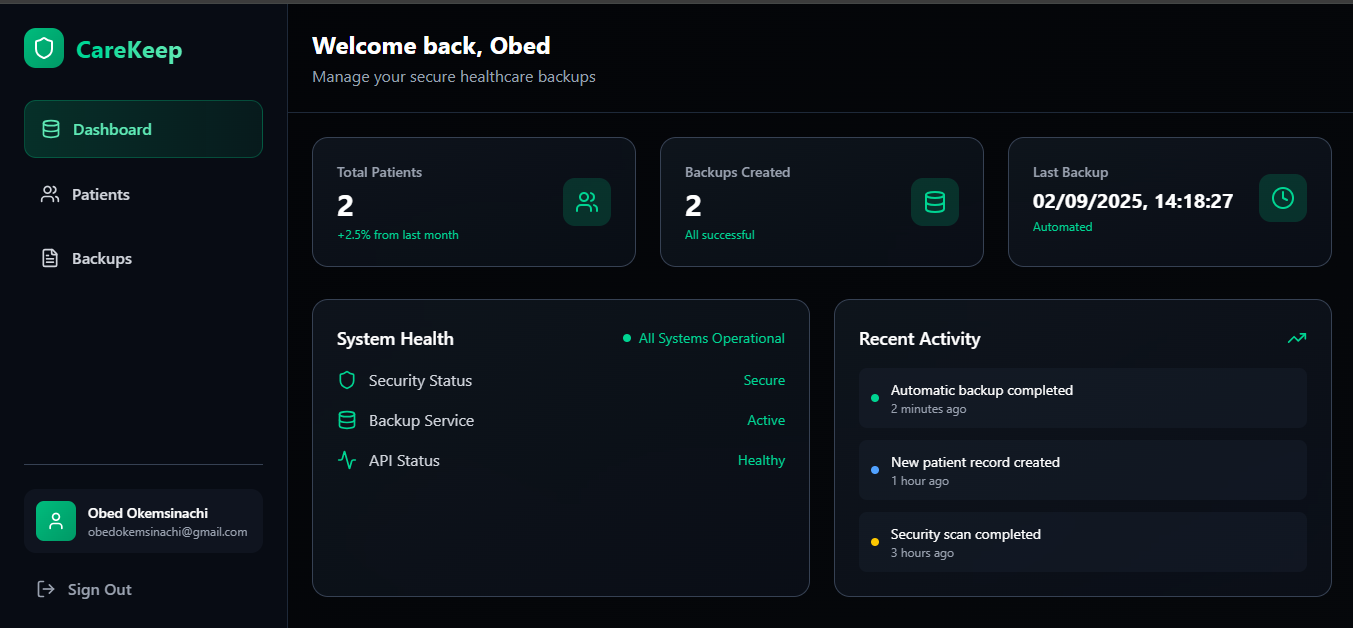 CareKeep
Dashboard
Patients
Backups
Obed Okemsinachi
obedokemsinachi@gmail.com
Sign Out
Welcome back, Obed
Manage your secure healthcare backups
Total Patients
2
+2.5% from last month
Backups Created
2
All successful
Last Backup
02/09/2025, 14:18:27
Automated
System Health
All Systems Operational
Security Status
Secure
Backup Service
Active
API Status
Healthy
Recent Activity
Automatic backup completed
2 minutes ago
New patient record created
1 hour ago
Security scan completed
3 hours ago